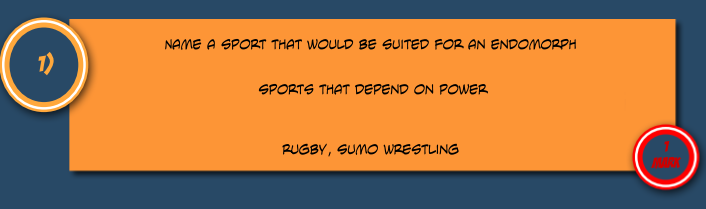 1)
NAME A SPORT THAT WOULD BE SUITED FOR AN ENDOMORPH
SPORTS THAT DEPEND ON POWER
RUGBY, SUMO WRESTLING
1
MARK